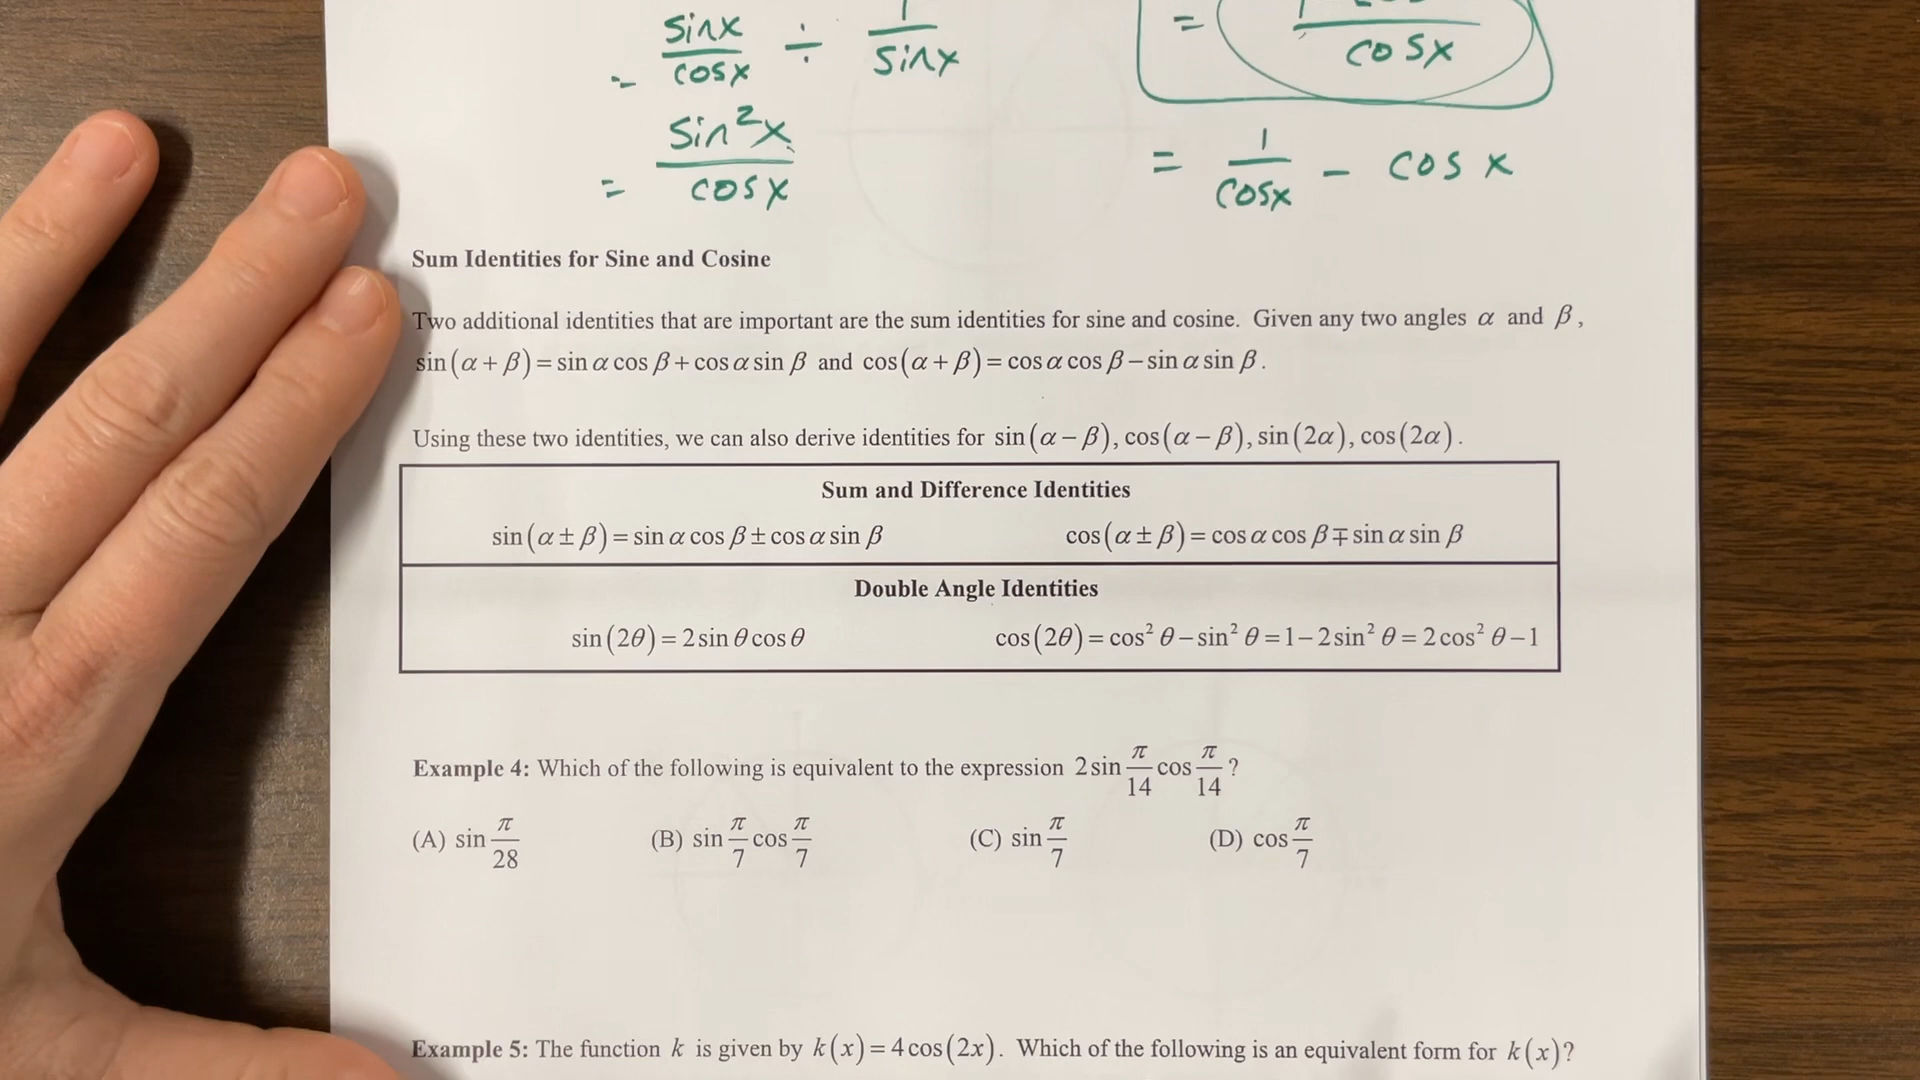 = sinx/cosx ÷ 1/sinx
= sin²x/cosx
= cosx
= 1/cosx - cos x
Sum Identities for Sine and Cosine
Two additional identities that are important are the sum identities for sine and cosine. Given any two angles α and β,
sin(α + β) = sin α cos β + cos α sin β and cos(α + β) = cos α cos β − sin α sin β.
Using these two identities, we can also derive identities for sin(α − β), cos(α − β), sin(2α), cos(2α).
Sum and Difference Identities
sin(α ± β) = sin α cos β ± cos α sin β
cos(α ± β) = cos α cos β ∓ sin α sin β
Double Angle Identities
sin(2θ) = 2 sin θ cos θ
cos(2θ) = cos² θ − sin² θ = 1 − 2 sin² θ = 2 cos² θ − 1
Example 4: Which of the following is equivalent to the expression 2 sin π/14 cos π/14 ?
(A) sin π/28 (B) sin π/7 cos π/7 (C) sin π/7 (D) cos π/7
Example 5: The function k is given by k(x) = 4 cos(2x). Which of the following is an equivalent form for k(x)?